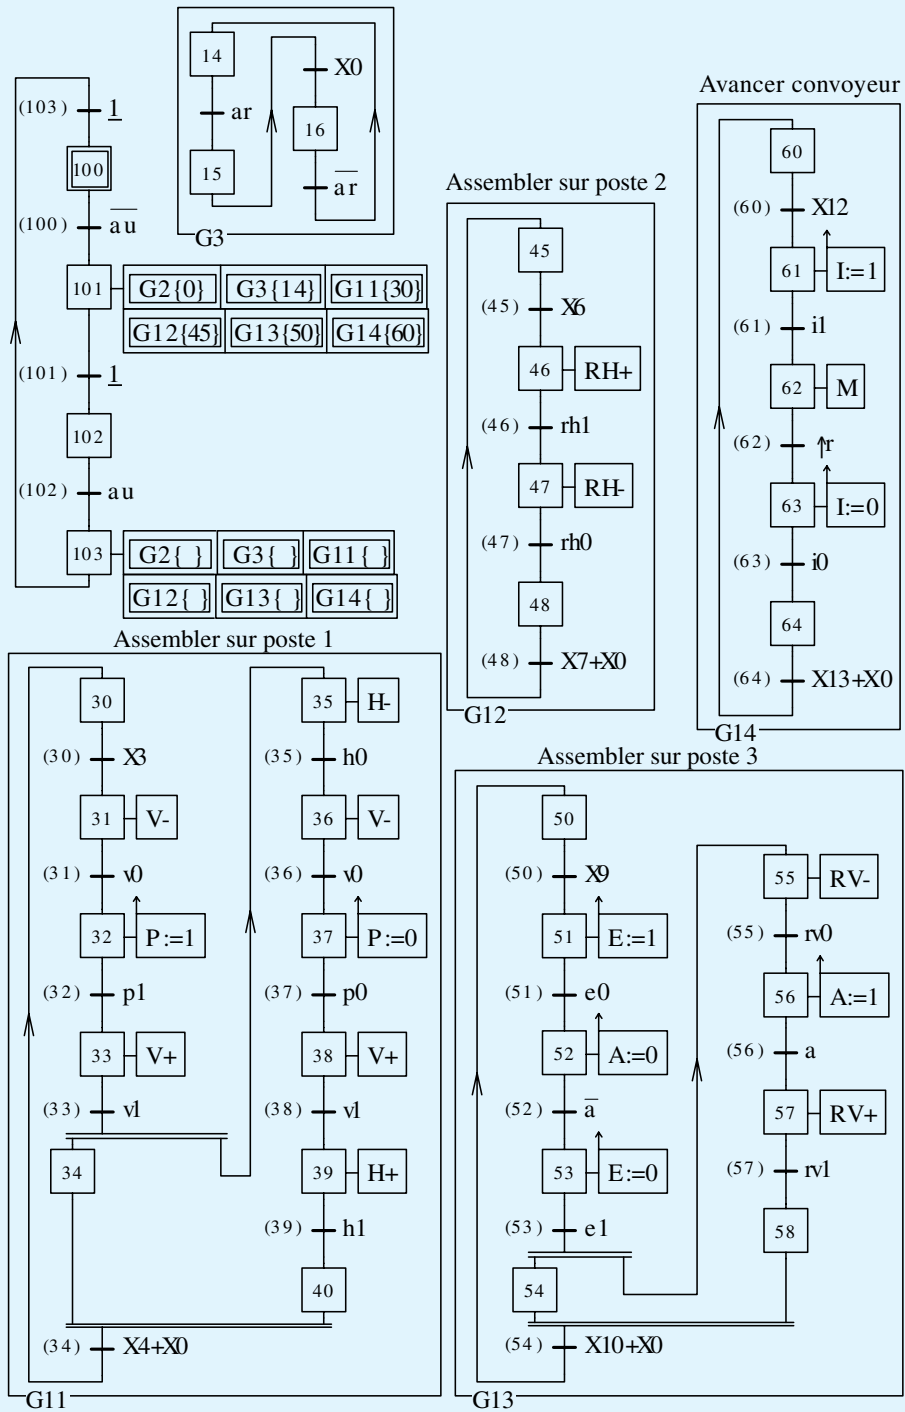 (103) 1
100
(100) au
101 G2{0} G3{14} G11{30}
G12{45} G13{50} G14{60}
(101) 1
102
(102) au
103 G2{ } G3{ } G11{ }
G12{ } G13{ } G14{ }
14
ar
15
X0
16
ar
G3
Assembler sur poste 2
45
(45) X6
46 RH+
(46) rh1
47 RH-
(47) rh0
48
(48) X7+X0
G12
Avancer convoyeur
60
(60) X12
61 I:=1
(61) i1
62 M
(62) ↑r
63 I:=0
(63) i0
64
(64) X13+X0
G14
Assembler sur poste 1
30
(30) X3
31 V-
(31) v0
32 P:=1
(32) p1
33 V+
(33) v1
34
35 H-
(35) h0
36 V-
(36) v0
37 P:=0
(37) p0
38 V+
(38) v1
39 H+
(39) h1
40
(34) X4+X0
G11
Assembler sur poste 3
50
(50) X9
51 E:=1
(51) e0
52 A:=0
(52) a
53 E:=0
(53) e1
54
55 RV-
(55) rv0
56 A:=1
(56) a
57 RV+
(57) rv1
58
(54) X10+X0
G13